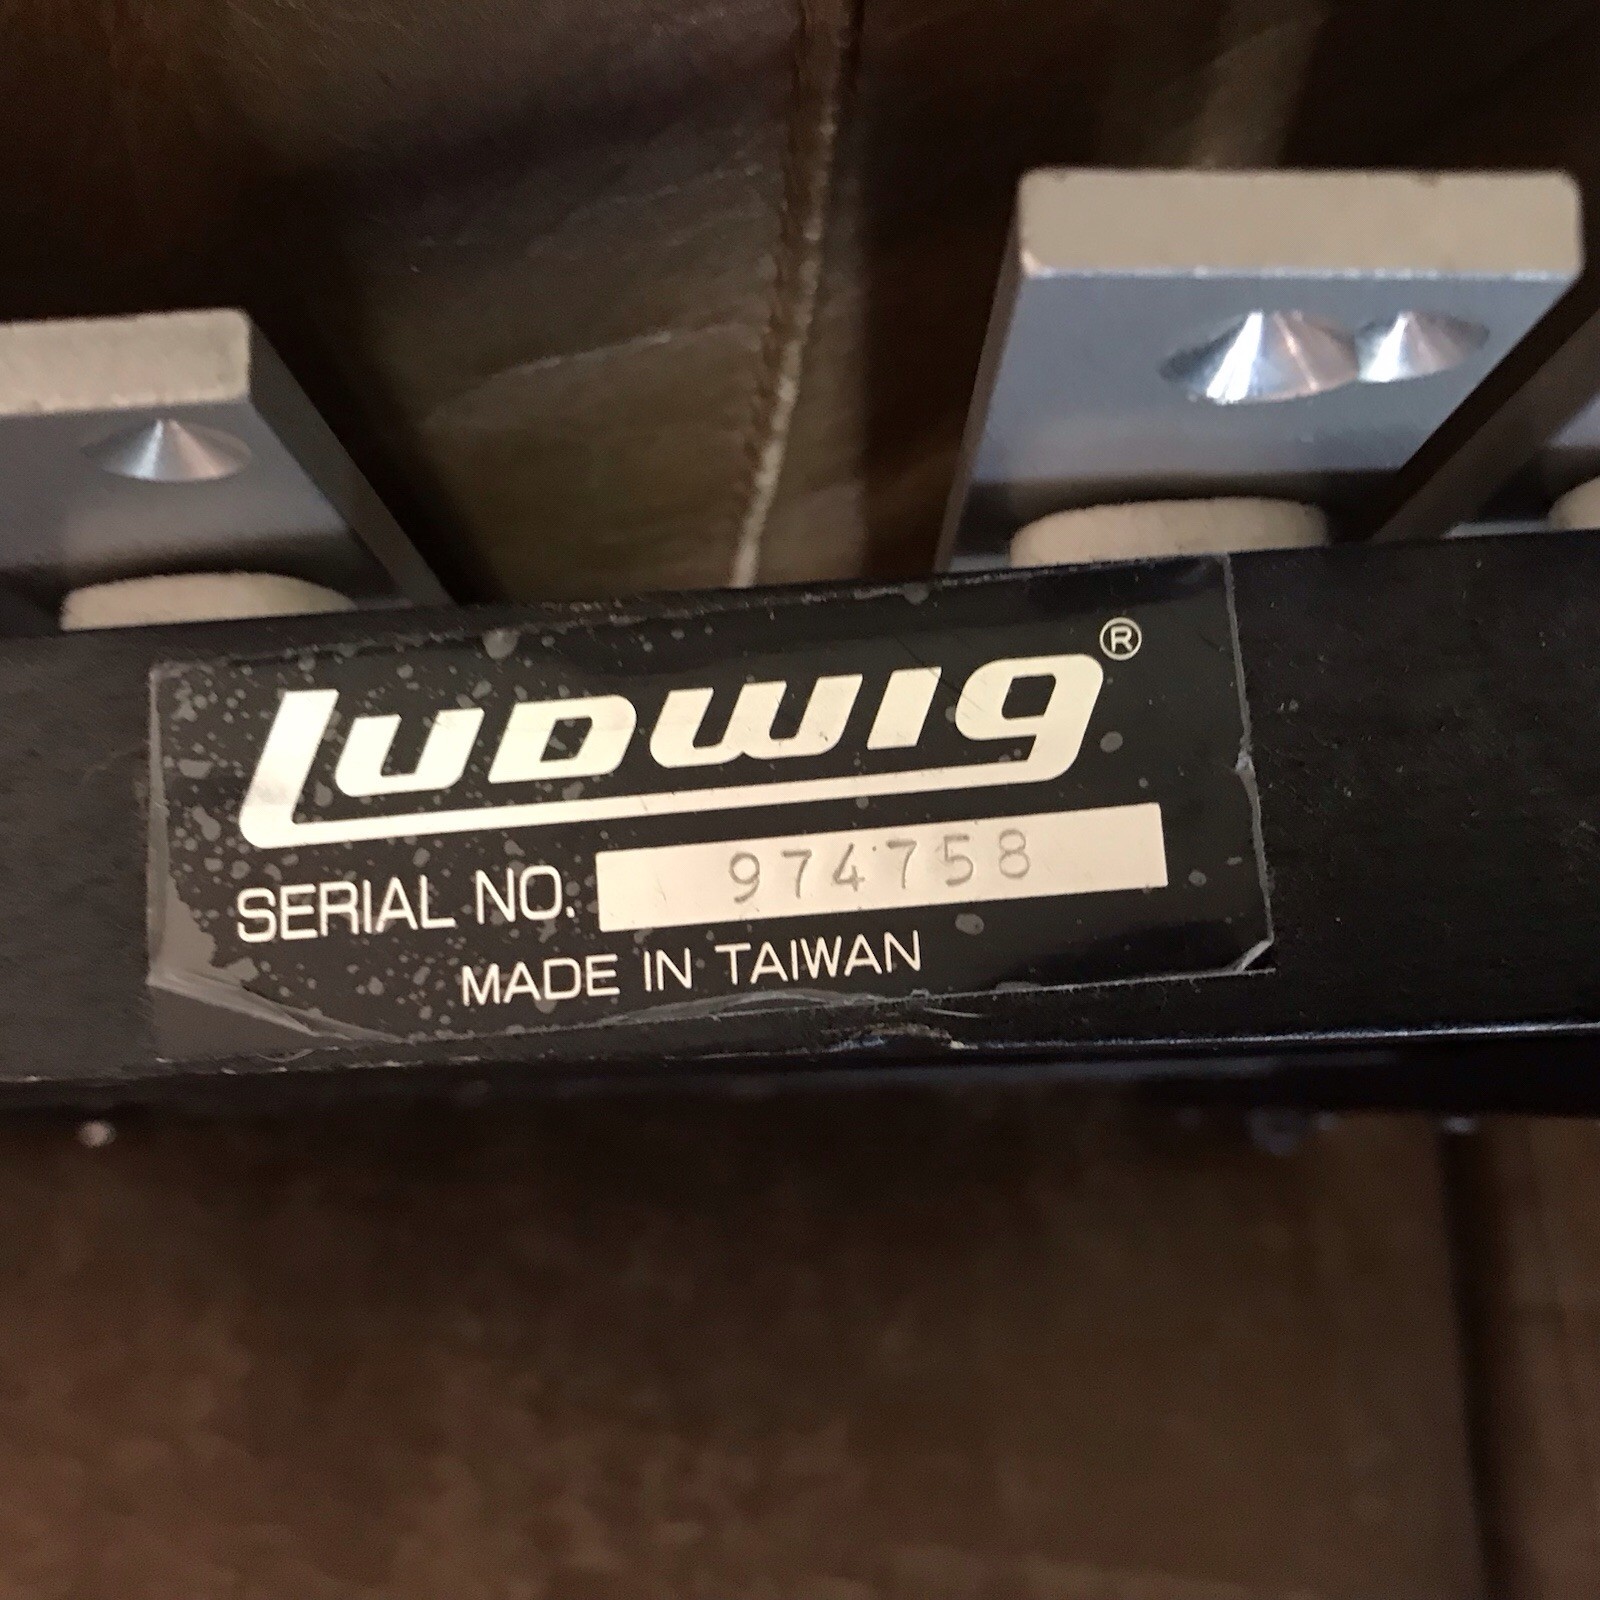 LUDWIG®
SERIAL NO. 974758
MADE IN TAIWAN